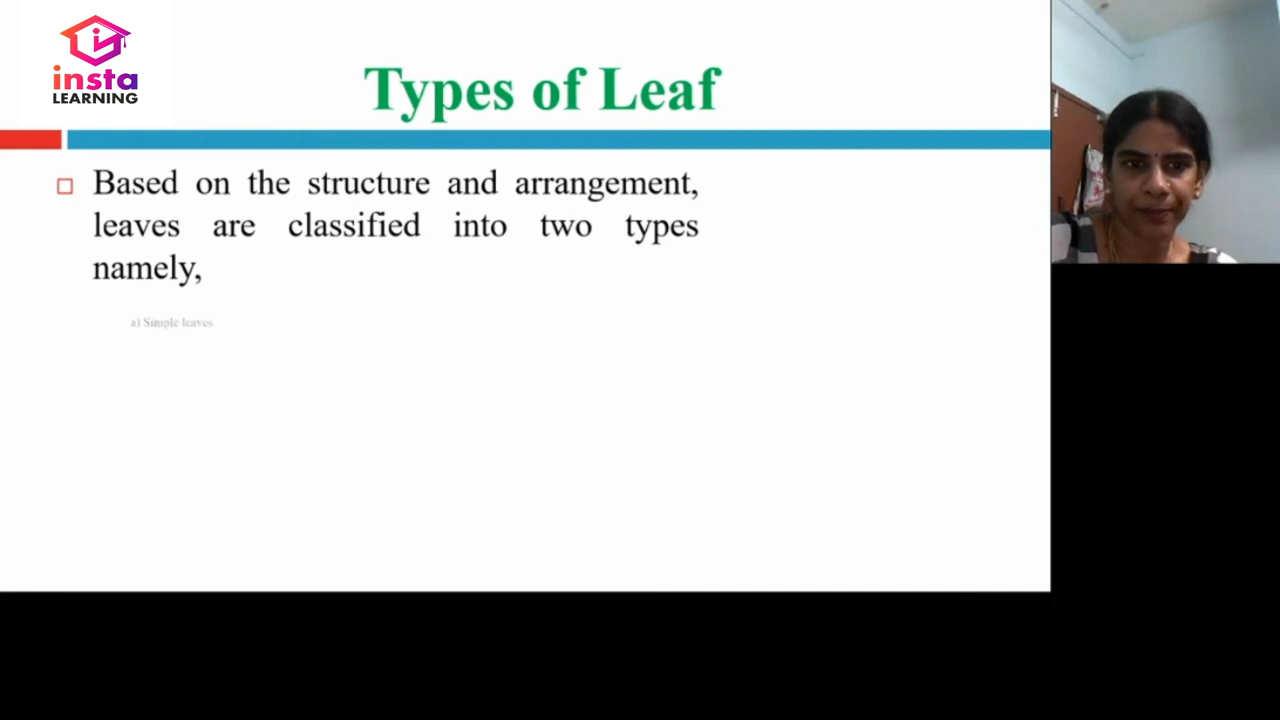 insta
LEARNING
Types of Leaf
Based on the structure and arrangement,
leaves are classified into two types
namely,
a) Simple leaves